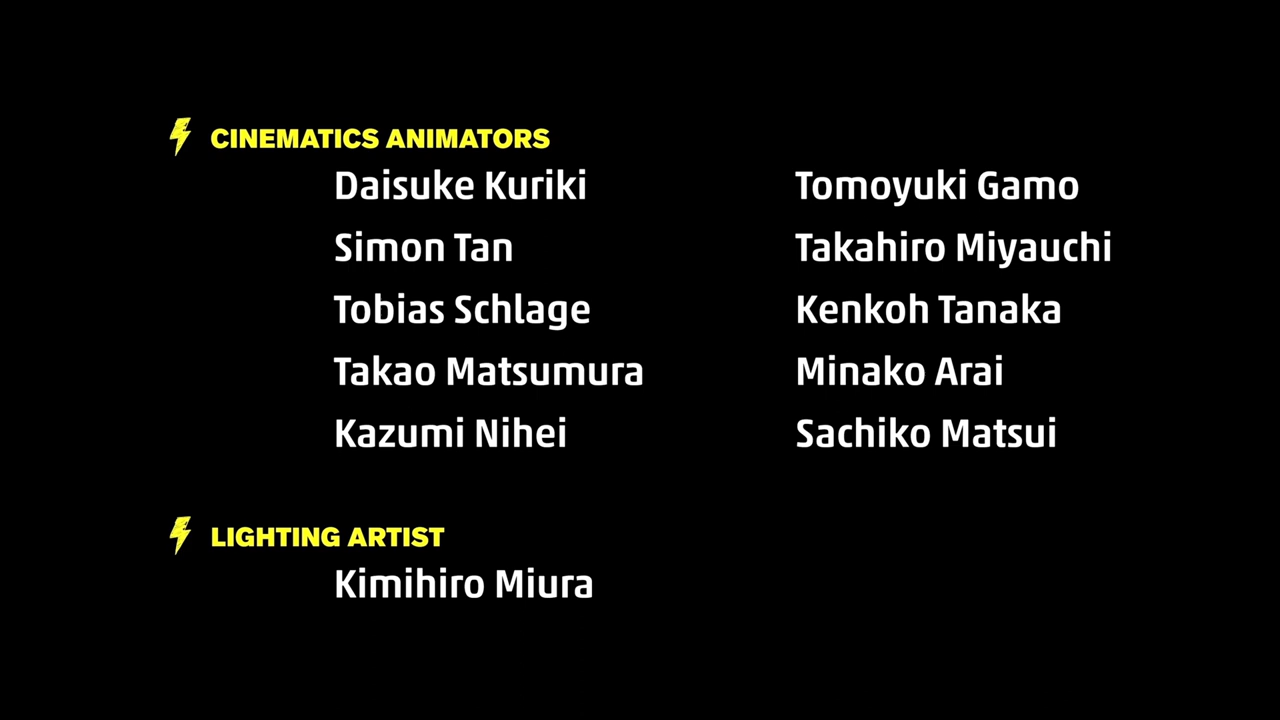 CINEMATICS ANIMATORS
Daisuke Kuriki Tomoyuki Gamo
Simon Tan Takahiro Miyauchi
Tobias Schlage Kenkoh Tanaka
Takao Matsumura Minako Arai
Kazumi Nihei Sachiko Matsui
LIGHTING ARTIST
Kimihiro Miura